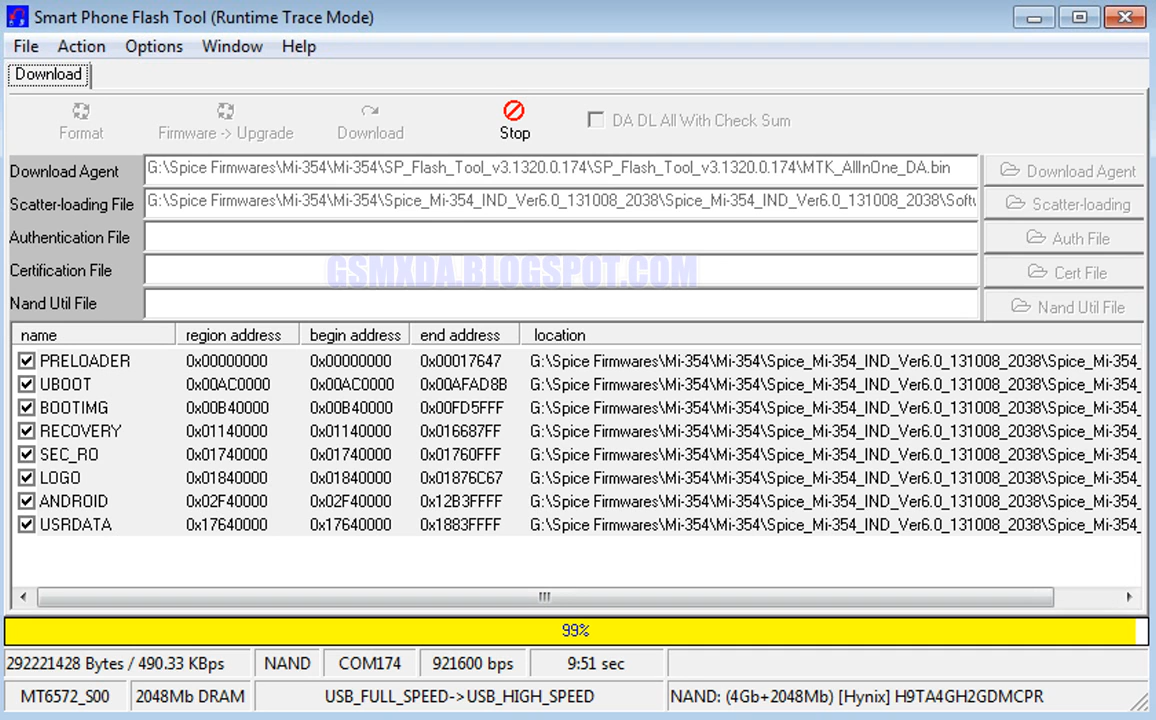 Smart Phone Flash Tool (Runtime Trace Mode)
File Action Options Window Help
Download
Format Firmware -> Upgrade Download Stop DA DL All With Check Sum
Download Agent G:\Spice Firmwares\Mi-354\Mi-354\SP_Flash_Tool_v3.1320.0.174\SP_Flash_Tool_v3.1320.0.174\MTK_AllInOne_DA.bin Download Agent
Scatter-loading File G:\Spice Firmwares\Mi-354\Mi-354\Spice_Mi-354_IND_Ver6.0_131008_2038\Spice_Mi-354_IND_Ver6.0_131008_2038\Softw Scatter-loading
Authentication File Auth File
Certification File GSMXDA.BLOGSPOT.COM Cert File
Nand Util File Nand Util File
name region address begin address end address location
PRELOADER 0x00000000 0x00000000 0x00017647 G:\Spice Firmwares\Mi-354\Mi-354\Spice_Mi-354_IND_Ver6.0_131008_2038\Spice_Mi-354_
UBOOT 0x00AC0000 0x00AC0000 0x00AFAD8B G:\Spice Firmwares\Mi-354\Mi-354\Spice_Mi-354_IND_Ver6.0_131008_2038\Spice_Mi-354_
BOOTIMG 0x00B40000 0x00B40000 0x00FD5FFF G:\Spice Firmwares\Mi-354\Mi-354\Spice_Mi-354_IND_Ver6.0_131008_2038\Spice_Mi-354_
RECOVERY 0x01140000 0x01140000 0x016687FF G:\Spice Firmwares\Mi-354\Mi-354\Spice_Mi-354_IND_Ver6.0_131008_2038\Spice_Mi-354_
SEC_RO 0x01740000 0x01740000 0x01760FFF G:\Spice Firmwares\Mi-354\Mi-354\Spice_Mi-354_IND_Ver6.0_131008_2038\Spice_Mi-354_
LOGO 0x01840000 0x01840000 0x01876C67 G:\Spice Firmwares\Mi-354\Mi-354\Spice_Mi-354_IND_Ver6.0_131008_2038\Spice_Mi-354_
ANDROID 0x02F40000 0x02F40000 0x12B3FFFF G:\Spice Firmwares\Mi-354\Mi-354\Spice_Mi-354_IND_Ver6.0_131008_2038\Spice_Mi-354_
USRDATA 0x17640000 0x17640000 0x1883FFFF G:\Spice Firmwares\Mi-354\Mi-354\Spice_Mi-354_IND_Ver6.0_131008_2038\Spice_Mi-354_
99%
292221428 Bytes / 490.33 KBps NAND COM174 921600 bps 9:51 sec
MT6572_S00 2048Mb DRAM USB_FULL_SPEED->USB_HIGH_SPEED NAND: (4Gb+2048Mb) [Hynix] H9TA4GH2GDMCPR